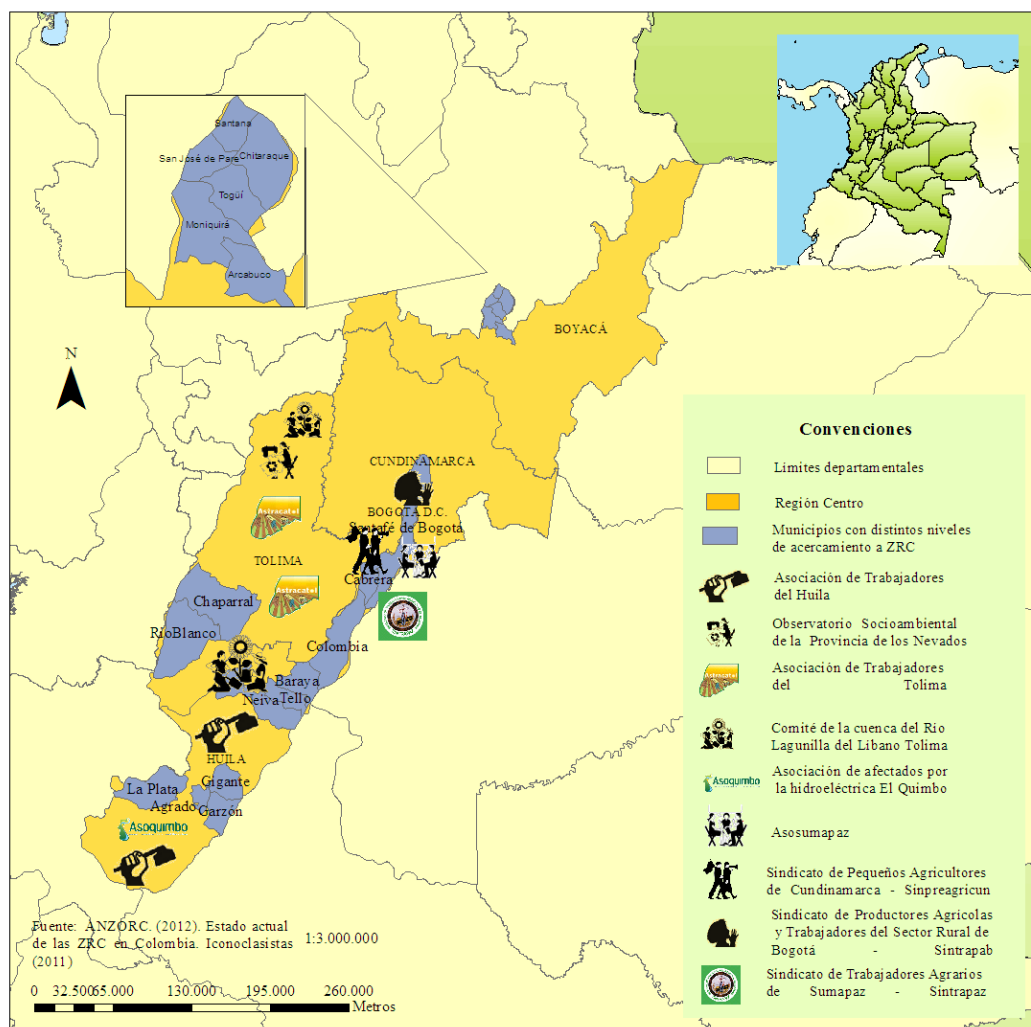 Santana
San José de Pare
Chitaraque
Togüí
Moniquirá
Arcabuco
BOYACÁ
N
CUNDINAMARCA
BOGOTÁ D.C.
Santafé de Bogotá
Astracatol
TOLIMA
Cabrera
Astracatol
Chaparral
RioBlanco
Colombia
Baraya
Neiva
Tello
HUILA
Gigante
La Plata
Agrado
Garzón
Asoquimbo
Convenciones
Limites departamentales
Región Centro
Municipios con distintos niveles
de acercamiento a ZRC
Asociación de Trabajadores
del Huila
Observatorio Socioambiental
de la Provincia de los Nevados
Astracatol
Asociación de Trabajadores
del Tolima
Comité de la cuenca del Río
Lagunilla del Libano Tolima
Asoquimbo
Asociación de afectados por
la hidroeléctrica El Quimbo
Asosumapaz
Sindicato de Pequeños Agricultores
de Cundinamarca - Sinpreagricun
Sindicato de Productores Agrícolas
y Trabajadores del Sector Rural de
Bogotá - Sintrapab
Sindicato de Trabajadores Agrarios
de Sumapaz - Sintrapaz
Fuente: ANZORC. (2012). Estado actual
de las ZRC en Colombia. Iconoclasistas
(2011)
1:3.000.000
0 32.500 65.000 130.000 195.000 260.000
Metros